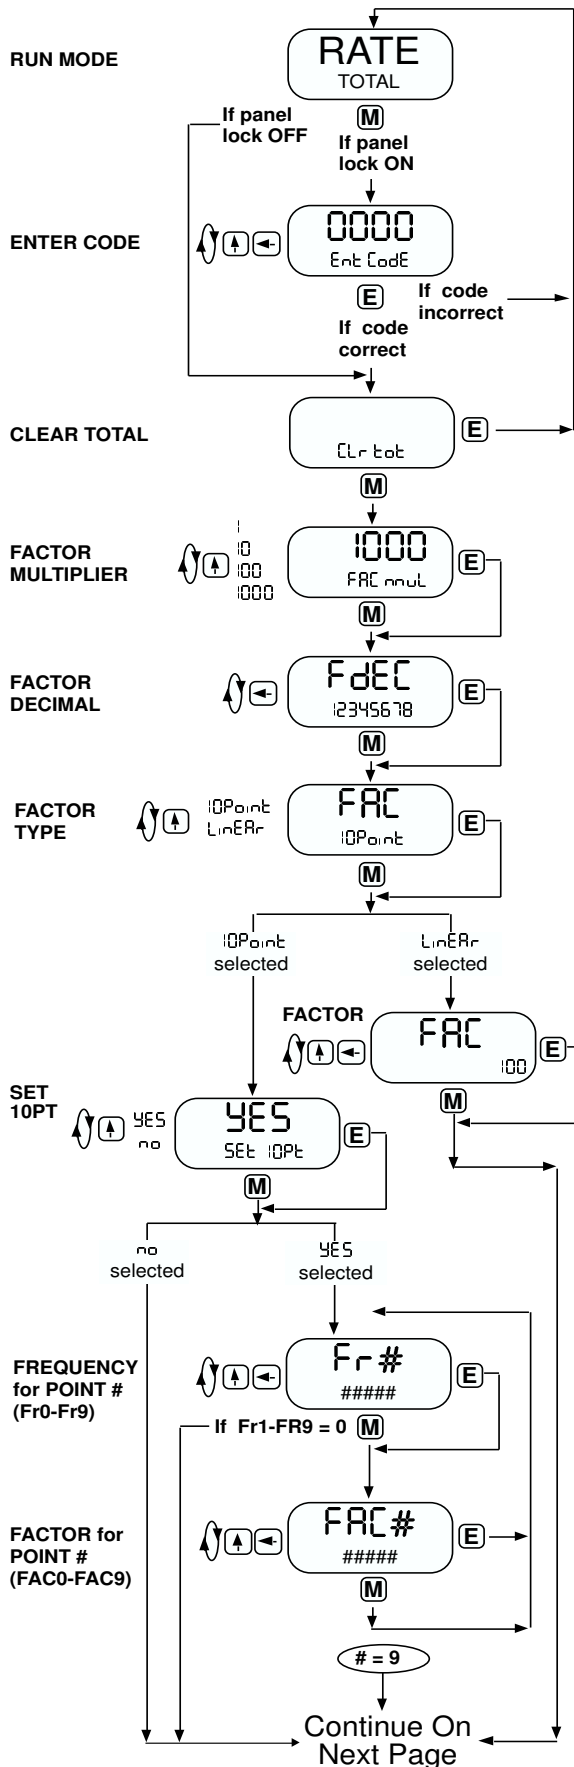 RUN MODE
RATE
TOTAL
M
If panel
lock OFF
If panel
lock ON
ENTER CODE
0000
Ent CodE
E
If code
incorrect
If code
correct
CLEAR TOTAL
CLr tot
E
M
FACTOR
MULTIPLIER
1
10
100
1000
1000
FAC muL
E
M
FACTOR
DECIMAL
FdEC
12345678
E
M
FACTOR
TYPE
10Point
LinEAr
FAC
10Point
E
M
10Point
selected
LinEAr
selected
FACTOR
FAC
100
E
M
SET
10PT
YES
no
YES
SEt 10Pt
E
M
no
selected
YES
selected
FREQUENCY
for POINT #
(Fr0-Fr9)
Fr#
#####
E
If Fr1-FR9 = 0
M
FACTOR for
POINT #
(FAC0-FAC9)
FAC#
#####
E
M
# = 9
Continue On
Next Page